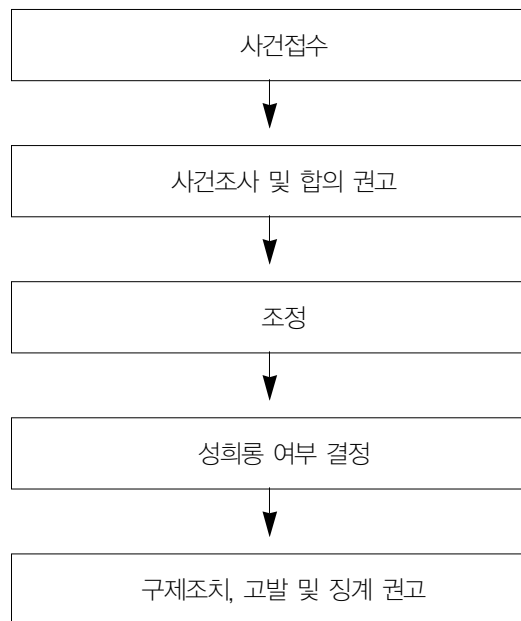 사건접수
사건조사 및 합의 권고
조정
성희롱 여부 결정
구제조치, 고발 및 징계 권고